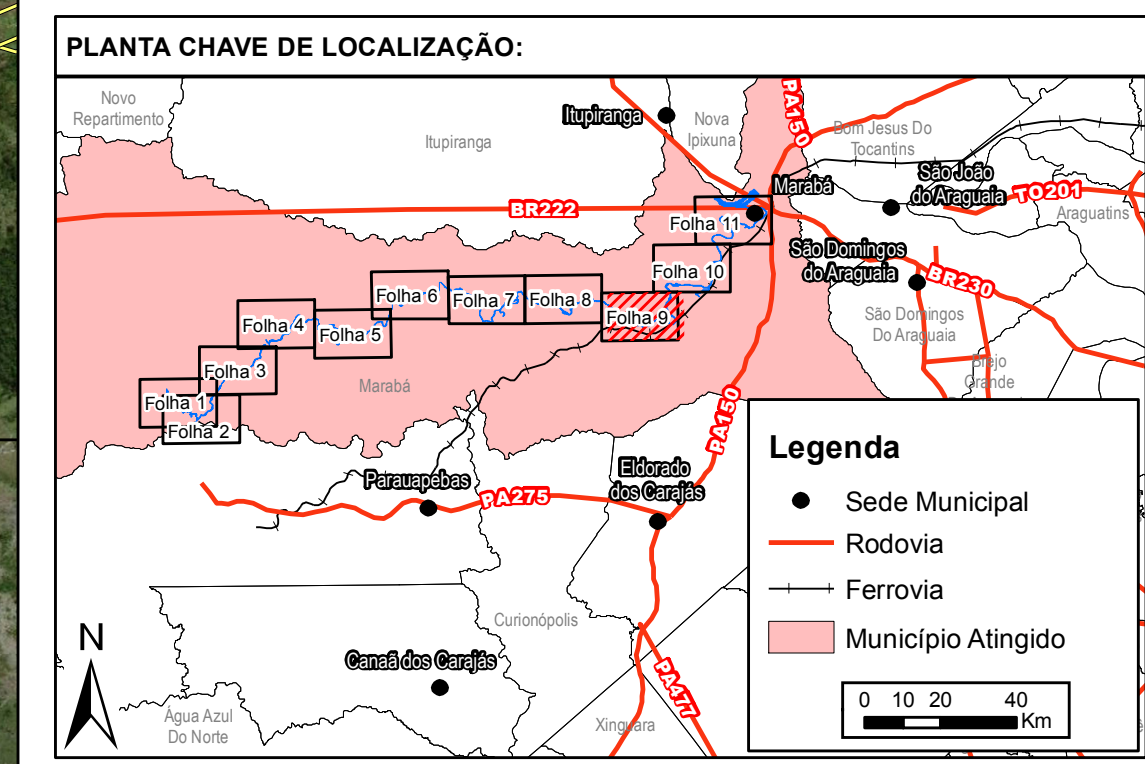 PLANTA CHAVE DE LOCALIZAÇÃO:
Novo
Repartimento
Itupiranga
Itupiranga
Nova
Ipixuna
PA150
Bom Jesus Do
Tocantins
São João
do Araguaia
TO201
Araguatins
Marabá
BR222
Folha 11
São Domingos
do Araguaia
BR230
Folha 10
Folha 6
Folha 7
Folha 8
Folha 9
São Domingos
Do Araguaia
Folha 4
Folha 5
Brejo
Grande
Folha 3
Marabá
Folha 1
Folha 2
PA150
Parauapebas
PA275
Eldorado
dos Carajás
Curionópolis
Canaã dos Carajás
PA477
Água Azul
Do Norte
Xinguara
N
Legenda
Sede Municipal
Rodovia
Ferrovia
Município Atingido
0 10 20 40
Km